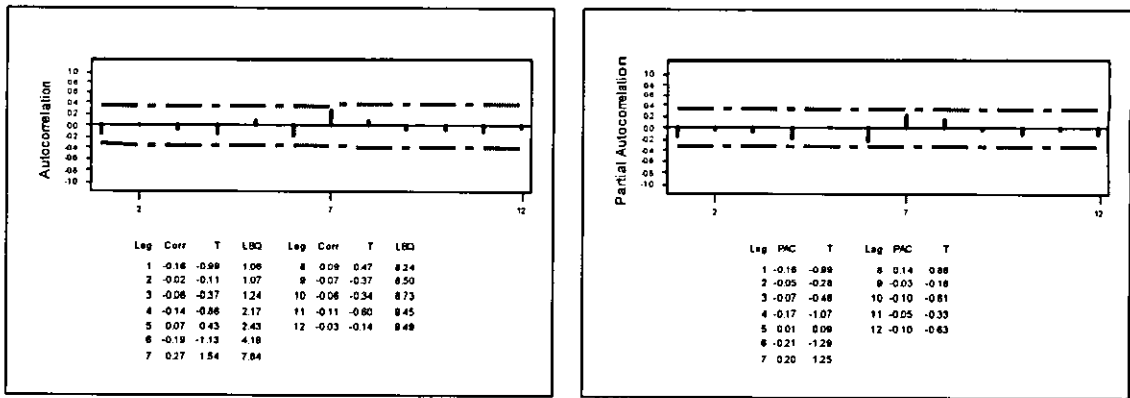 Autocorrelation
1.0
0.8
0.6
0.4
0.2
0.0
-0.2
-0.4
-0.6
-0.8
-1.0
2 7 12
Lag Corr T LBQ Lag Corr T LBQ
1 -0.16 -0.99 1.06 8 0.09 0.47 8.24
2 -0.02 -0.11 1.07 9 -0.07 -0.37 8.50
3 -0.06 -0.37 1.24 10 -0.06 -0.34 8.73
4 -0.14 -0.86 2.17 11 -0.11 -0.60 9.45
5 0.07 0.43 2.43 12 -0.03 -0.14 9.49
6 -0.19 -1.13 4.18
7 0.27 1.54 7.84
Partial Autocorrelation
1.0
0.8
0.6
0.4
0.2
0.0
-0.2
-0.4
-0.6
-0.8
-1.0
2 7 12
Lag PAC T Lag PAC T
1 -0.16 -0.99 8 0.14 0.86
2 -0.05 -0.28 9 -0.03 -0.16
3 -0.07 -0.46 10 -0.10 -0.61
4 -0.17 -1.07 11 -0.05 -0.33
5 0.01 0.09 12 -0.10 -0.63
6 -0.21 -1.29
7 0.20 1.25